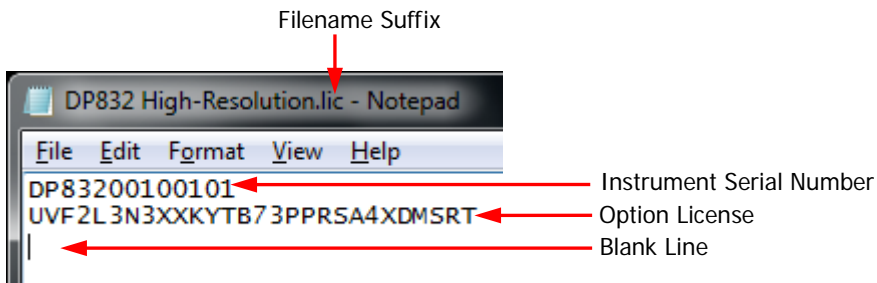 Filename Suffix
DP832 High-Resolution.lic - Notepad
File Edit Format View Help
DP83200100101
Instrument Serial Number
UVF2L3N3XXKYTB73PPRSA4XDMSRT
Option License
Blank Line